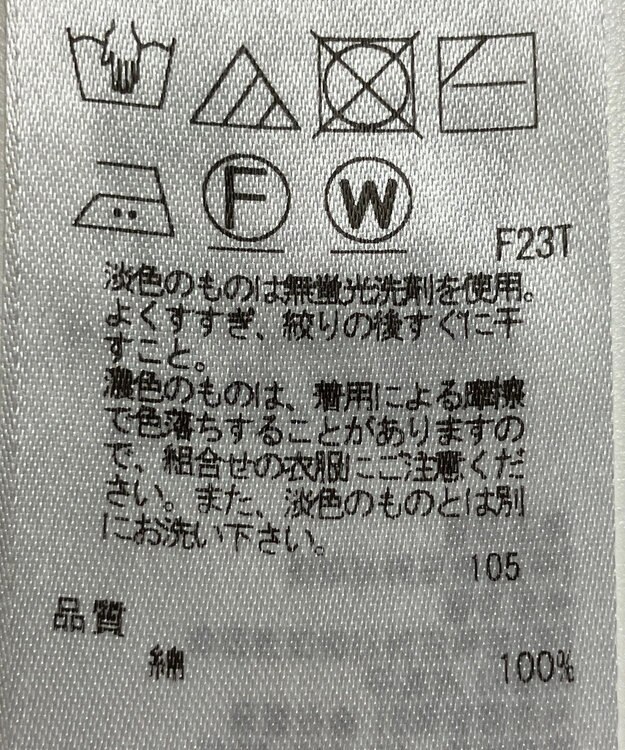 F
W
F23T
淡色のものは無蛍光洗剤を使用。
よくすすぎ、絞りの後すぐに干
すこと。
濃色のものは、着用による摩擦
で色落ちすることがありますの
で、組合せの衣服にご注意くだ
さい。また、淡色のものとは別
にお洗い下さい。
105
品質
綿 100%